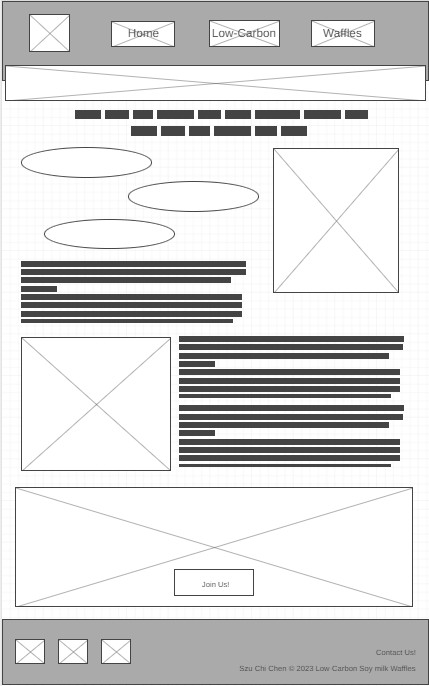 Home
Low-Carbon
Waffles
Join Us!
Contact Us!
Szu Chi Chen © 2023 Low Carbon Soy milk Waffles